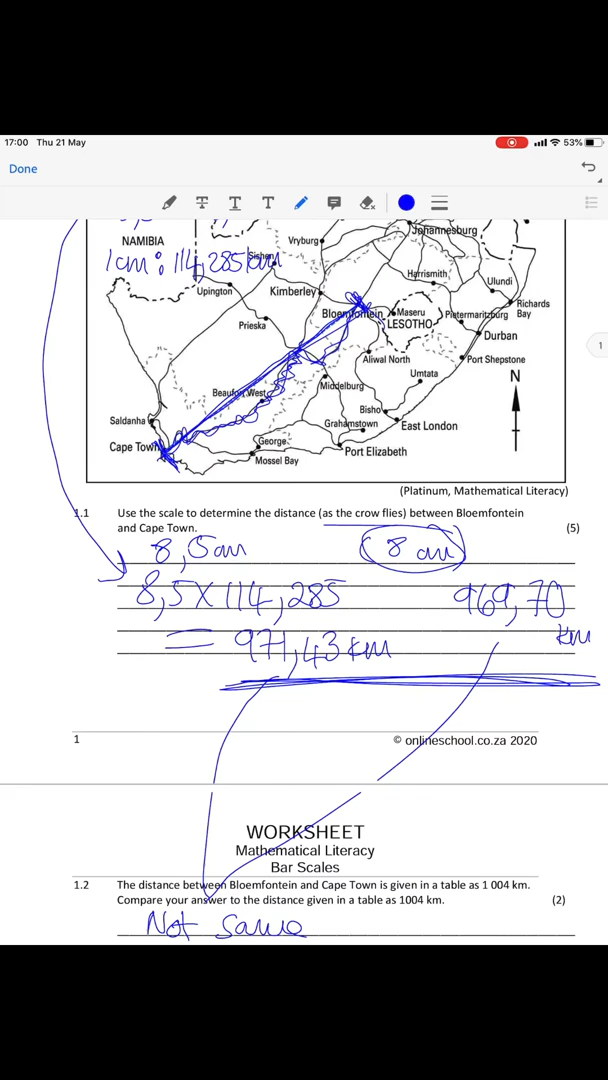 17:00 Thu 21 May
53%
Done
NAMIBIA
Vryburg
Johannesburg
1cm : 114,285km
Sishen
Upington
Kimberley
Harrismith
Ulundi
Richards Bay
Bloemfontein
Maseru
LESOTHO
Pietermaritzburg
Prieska
Durban
Port Shepstone
Aliwal North
Umtata
N
Middelburg
Beaufort West
Bisho
Grahamstown
East London
Saldanha
Cape Town
George
Mossel Bay
Port Elizabeth
1
(Platinum, Mathematical Literacy)
1.1 Use the scale to determine the distance (as the crow flies) between Bloemfontein
and Cape Town. (5)
8,5cm (8 cm)
8,5 x 114,285 969,70
km
= 971,43 km
1 © onlineschool.co.za 2020
WORKSHEET
Mathematical Literacy
Bar Scales
1.2 The distance between Bloemfontein and Cape Town is given in a table as 1 004 km.
Compare your answer to the distance given in a table as 1004 km. (2)
Not same